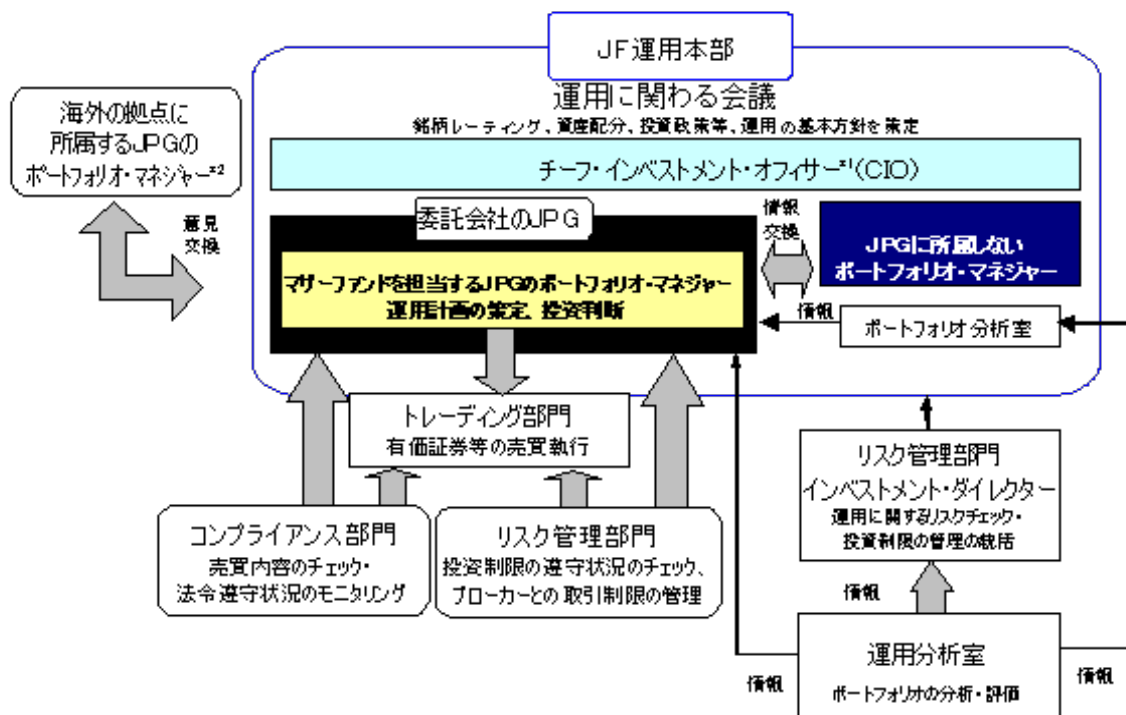 JF運用本部
運用に関わる会議
銘柄レーティング、資産配分、投資政策等、運用の基本方針を策定
チーフ・インベストメント・オフィサー*1(CIO)
海外の拠点に
所属するJPGの
ポートフォリオ・マネジャー*2
意見
交換
委託会社のJPG
情報
交換
JPGに所属しない
ポートフォリオ・マネジャー
マザーファンドを担当するJPGのポートフォリオ・マネジャー
運用計画の策定、投資判断
情報
ポートフォリオ分析室
トレーディング部門
有価証券等の売買執行
リスク管理部門
インベストメント・ダイレクター
運用に関するリスクチェック・
投資制限の管理の統括
コンプライアンス部門
売買内容のチェック・
法令遵守状況のモニタリング
リスク管理部門
投資制限の遵守状況のチェック、
ブローカーとの取引制限の管理
情報
運用分析室
ポートフォリオの分析・評価
情報
情報